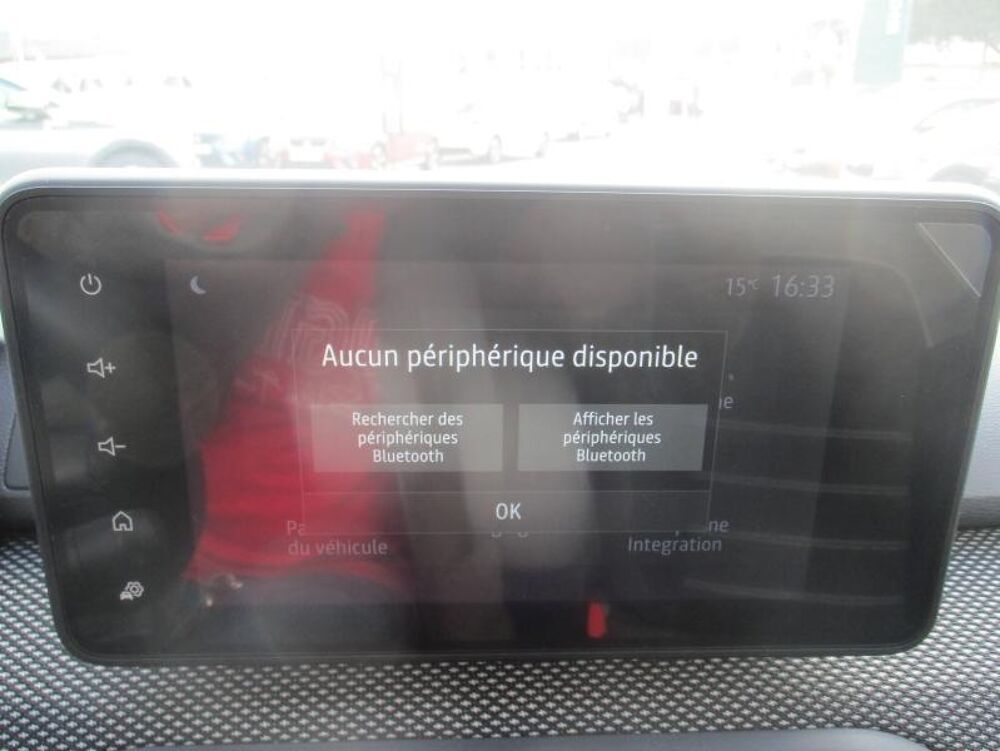 15°C 16:33
Aucun périphérique disponible
Rechercher des
périphériques
Bluetooth
Afficher les
périphériques
Bluetooth
OK
du véhicule
Integration